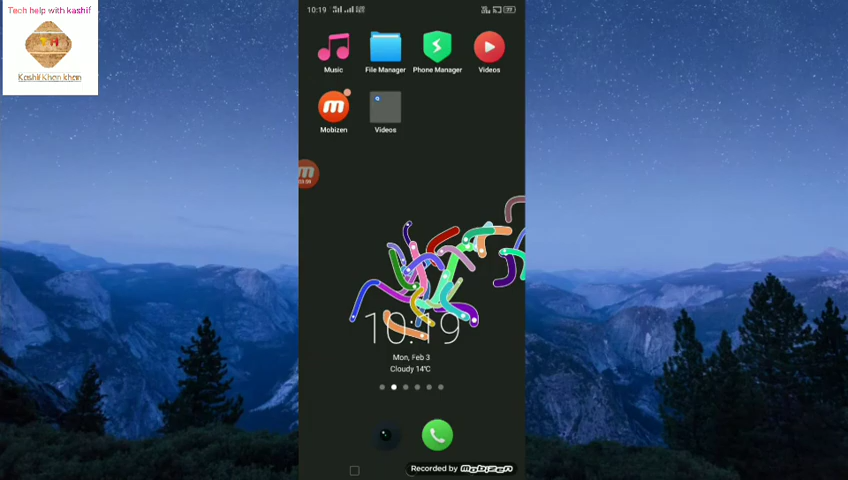 Tech help with kashif
Kashif Khan khan
10:19
77
Music
File Manager
Phone Manager
Videos
m
Mobizen
Videos
10:19
Mon, Feb 3
Cloudy 14°C
Recorded by mobizen